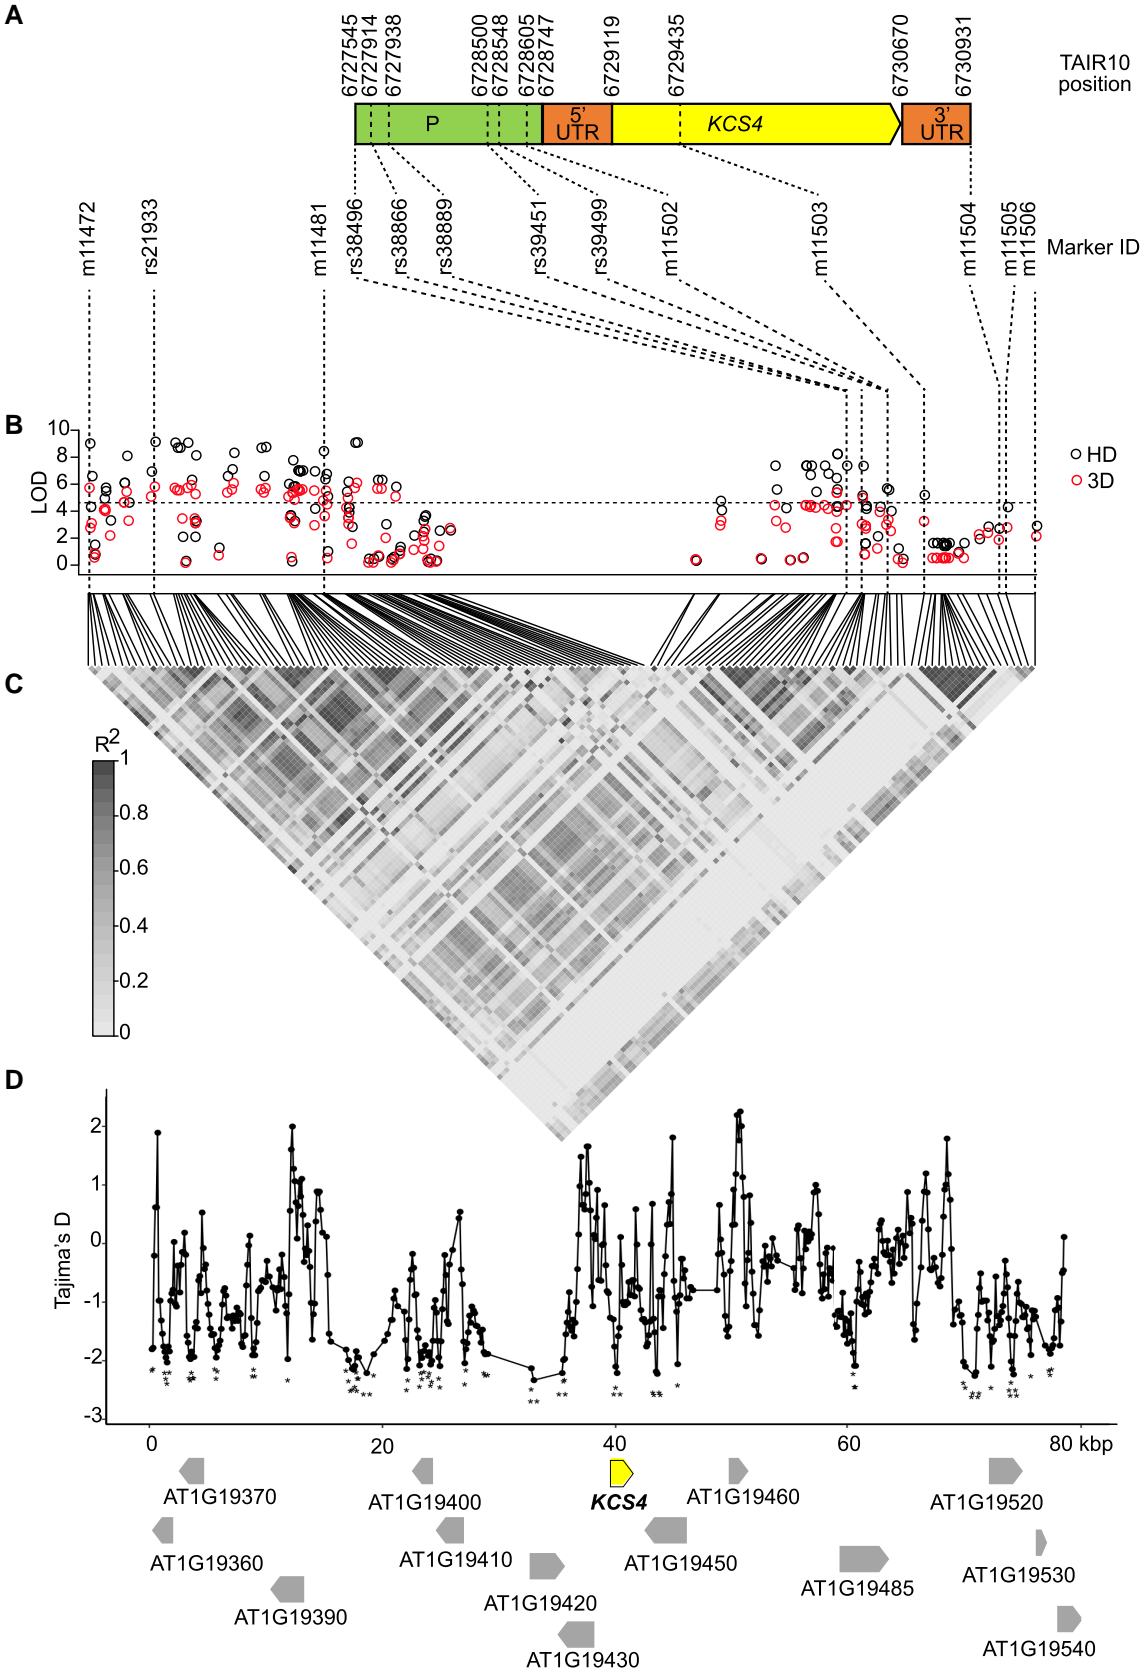 A
6727545
6727914
6727938
6728500
6728548
6728605
6728747
6729119
6729435
6730670
6730931
TAIR10
position
P
5’
UTR
KCS4
3’
UTR
m11472
rs21933
m11481
rs38496
rs38866
rs38889
rs39451
rs39499
m11502
m11503
m11504
m11505
m11506
Marker ID
B
10
8
6
4
2
0
LOD
HD
3D
C
R2
1
0.8
0.6
0.4
0.2
0
D
2
1
0
-1
-2
-3
Tajima’s D
0
20
40
60
80 kbp
AT1G19370
AT1G19400
KCS4
AT1G19460
AT1G19520
AT1G19360
AT1G19410
AT1G19450
AT1G19530
AT1G19390
AT1G19420
AT1G19485
AT1G19430
AT1G19540